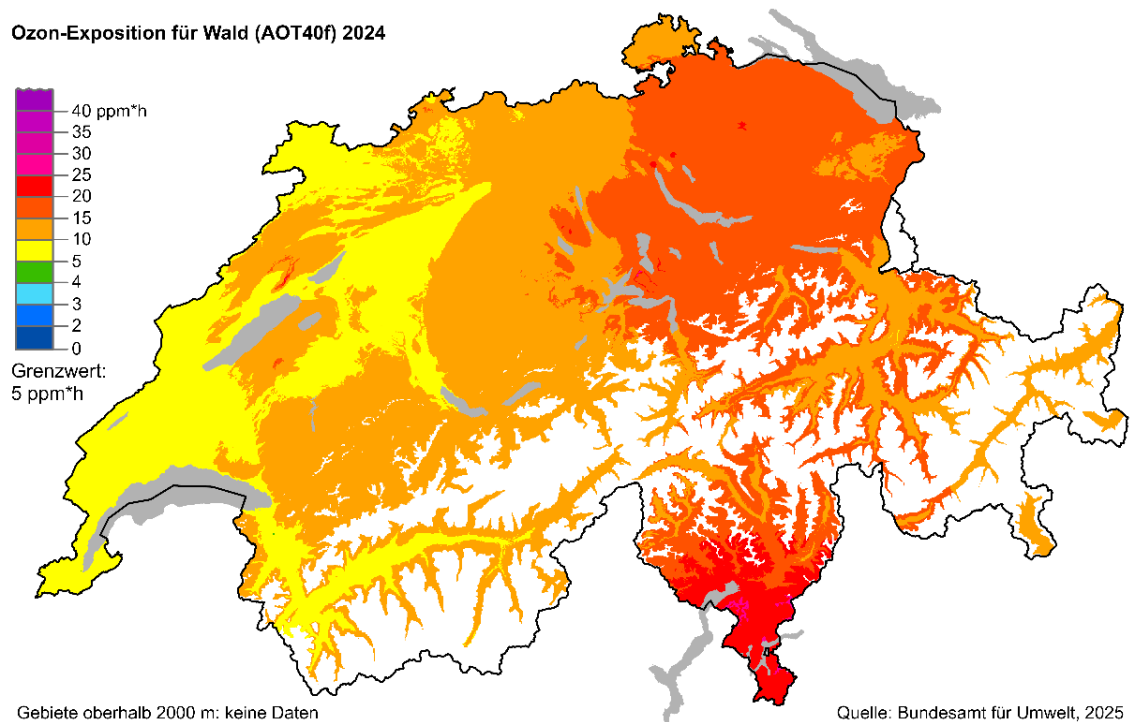 Ozon-Exposition für Wald (AOT40f) 2024
40 ppm*h
35
30
25
20
15
10
5
4
3
2
0
Grenzwert:
5 ppm*h
Gebiete oberhalb 2000 m: keine Daten
Quelle: Bundesamt für Umwelt, 2025